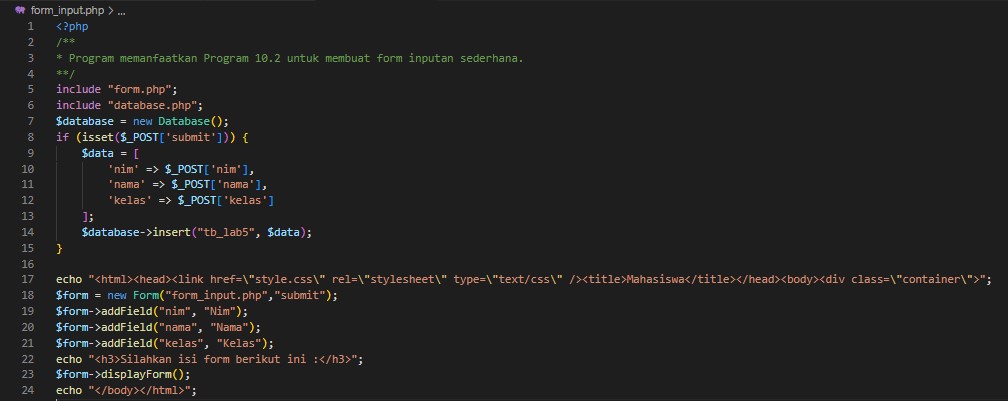 form_input.php > ...
1 <?php
2 /**
3 * Program memanfaatkan Program 10.2 untuk membuat form inputan sederhana.
4 **/
5 include "form.php";
6 include "database.php";
7 $database = new Database();
8 if (isset($_POST['submit'])) {
9 $data = [
10 'nim' => $_POST['nim'],
11 'nama' => $_POST['nama'],
12 'kelas' => $_POST['kelas']
13 ];
14 $database->insert("tb_lab5", $data);
15 }
16
17 echo "<html><head><link href=\"style.css\" rel=\"stylesheet\" type=\"text/css\" /><title>Mahasiswa</title></head><body><div class=\"container\">";
18 $form = new Form("form_input.php","submit");
19 $form->addField("nim", "Nim");
20 $form->addField("nama", "Nama");
21 $form->addField("kelas", "Kelas");
22 echo "<h3>Silahkan isi form berikut ini :</h3>";
23 $form->displayForm();
24 echo "</body></html>";